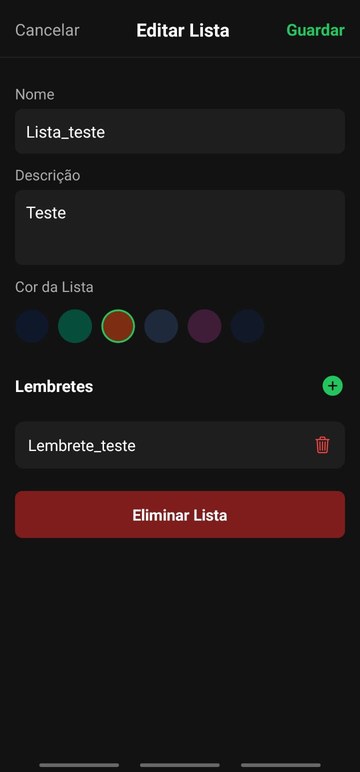 Cancelar Editar Lista Guardar
Nome
Lista_teste
Descrição
Teste
Cor da Lista
Lembretes
Lembrete_teste
Eliminar Lista